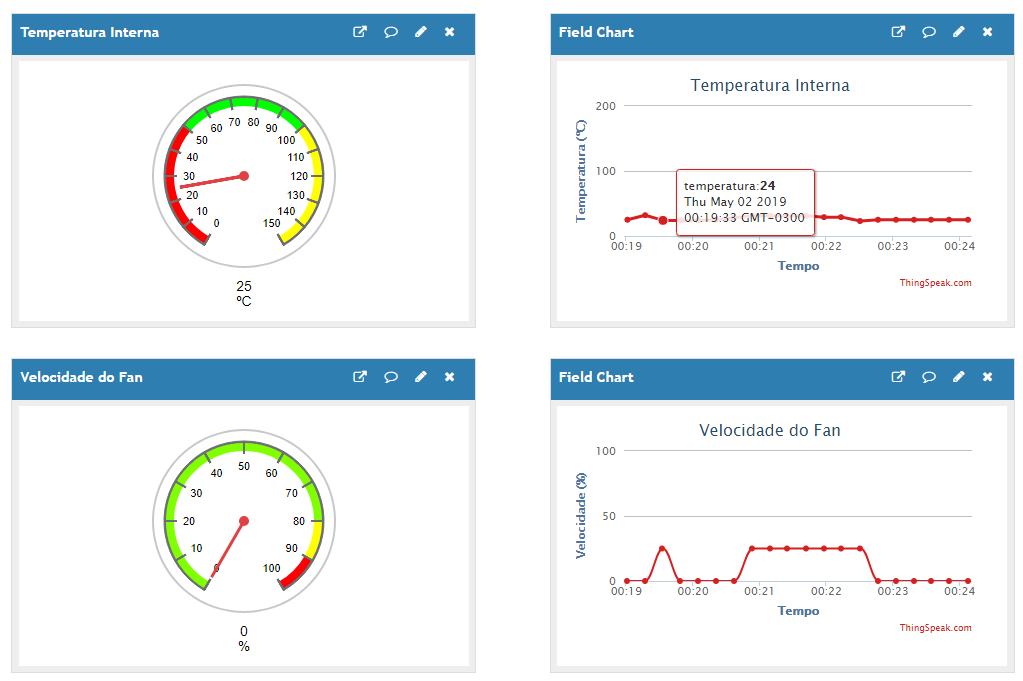 Temperatura Interna
0
10
20
30
40
50
60
70
80
90
100
110
120
130
140
150
25
ºC
Field Chart
Temperatura Interna
Temperatura (ºC)
200
100
0
temperatura:24
Thu May 02 2019
00:19:33 GMT-0300
00:19 00:20 00:21 00:22 00:23 00:24
Tempo
ThingSpeak.com
Velocidade do Fan
0
10
20
30
40
50
60
70
80
90
100
0
%
Field Chart
Velocidade do Fan
Velocidade (%)
100
50
0
00:19 00:20 00:21 00:22 00:23 00:24
Tempo
ThingSpeak.com